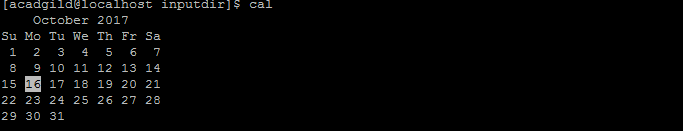 [acadgild@localhost inputdir]$ cal
    October 2017
Su Mo Tu We Th Fr Sa
 1  2  3  4  5  6  7
 8  9 10 11 12 13 14
15 16 17 18 19 20 21
22 23 24 25 26 27 28
29 30 31